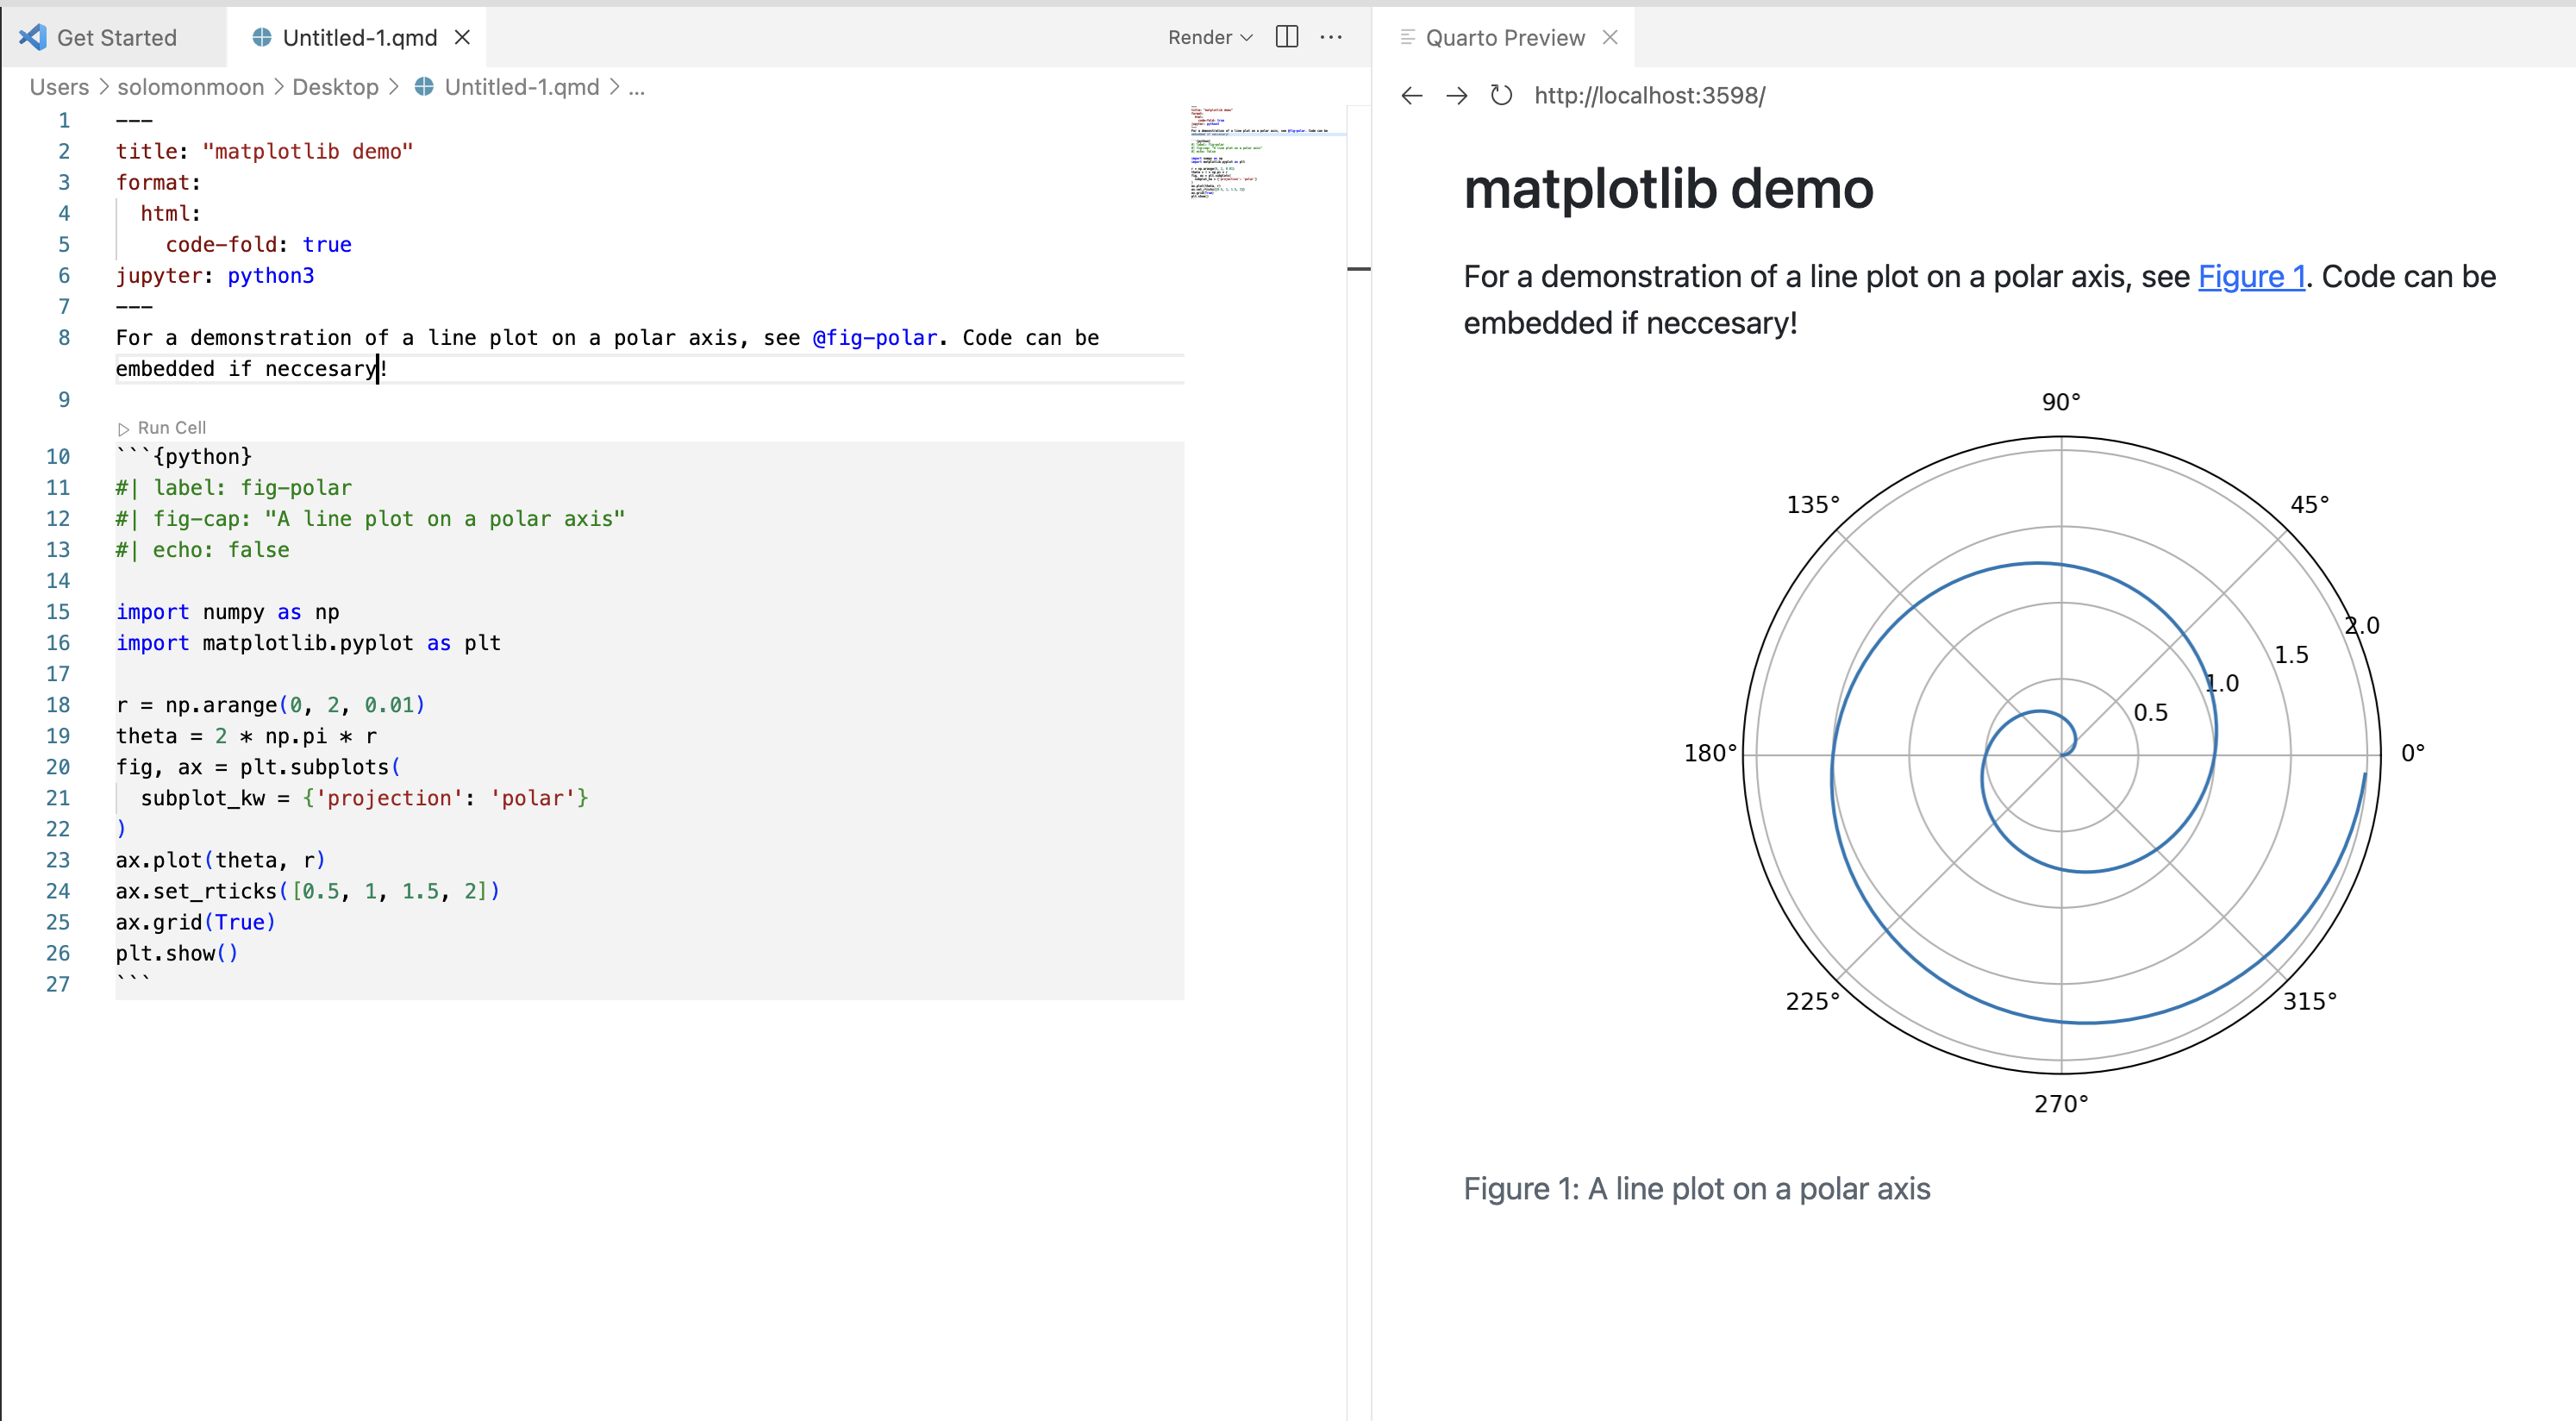 Get Started
Untitled-1.qmd
Render
Users > solomonmoon > Desktop > Untitled-1.qmd > ...
1 ---
2 title: "matplotlib demo"
3 format:
4 html:
5 code-fold: true
6 jupyter: python3
7 ---
8 For a demonstration of a line plot on a polar axis, see @fig-polar. Code can be
embedded if neccesary!
9
Run Cell
10 ```{python}
11 #| label: fig-polar
12 #| fig-cap: "A line plot on a polar axis"
13 #| echo: false
14
15 import numpy as np
16 import matplotlib.pyplot as plt
17
18 r = np.arange(0, 2, 0.01)
19 theta = 2 * np.pi * r
20 fig, ax = plt.subplots(
21 subplot_kw = {'projection': 'polar'}
22 )
23 ax.plot(theta, r)
24 ax.set_rticks([0.5, 1, 1.5, 2])
25 ax.grid(True)
26 plt.show()
27 ```
Quarto Preview
http://localhost:3598/
matplotlib demo
For a demonstration of a line plot on a polar axis, see Figure 1. Code can be
embedded if neccesary!
90°
135°
45°
2.0
1.5
1.0
0.5
180°
0°
225°
315°
270°
Figure 1: A line plot on a polar axis